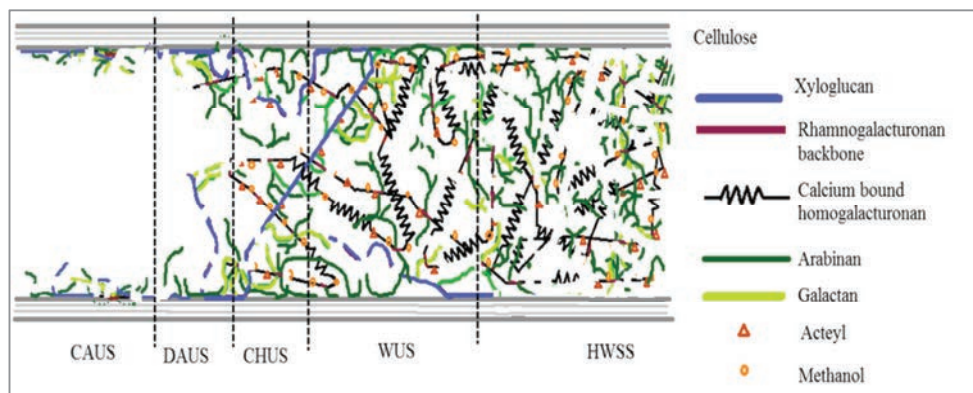 Cellulose
Xyloglucan
Rhamnogalacturonan
backbone
Calcium bound
homogalacturonan
Arabinan
Galactan
Acteyl
Methanol
CAUS
DAUS
CHUS
WUS
HWSS